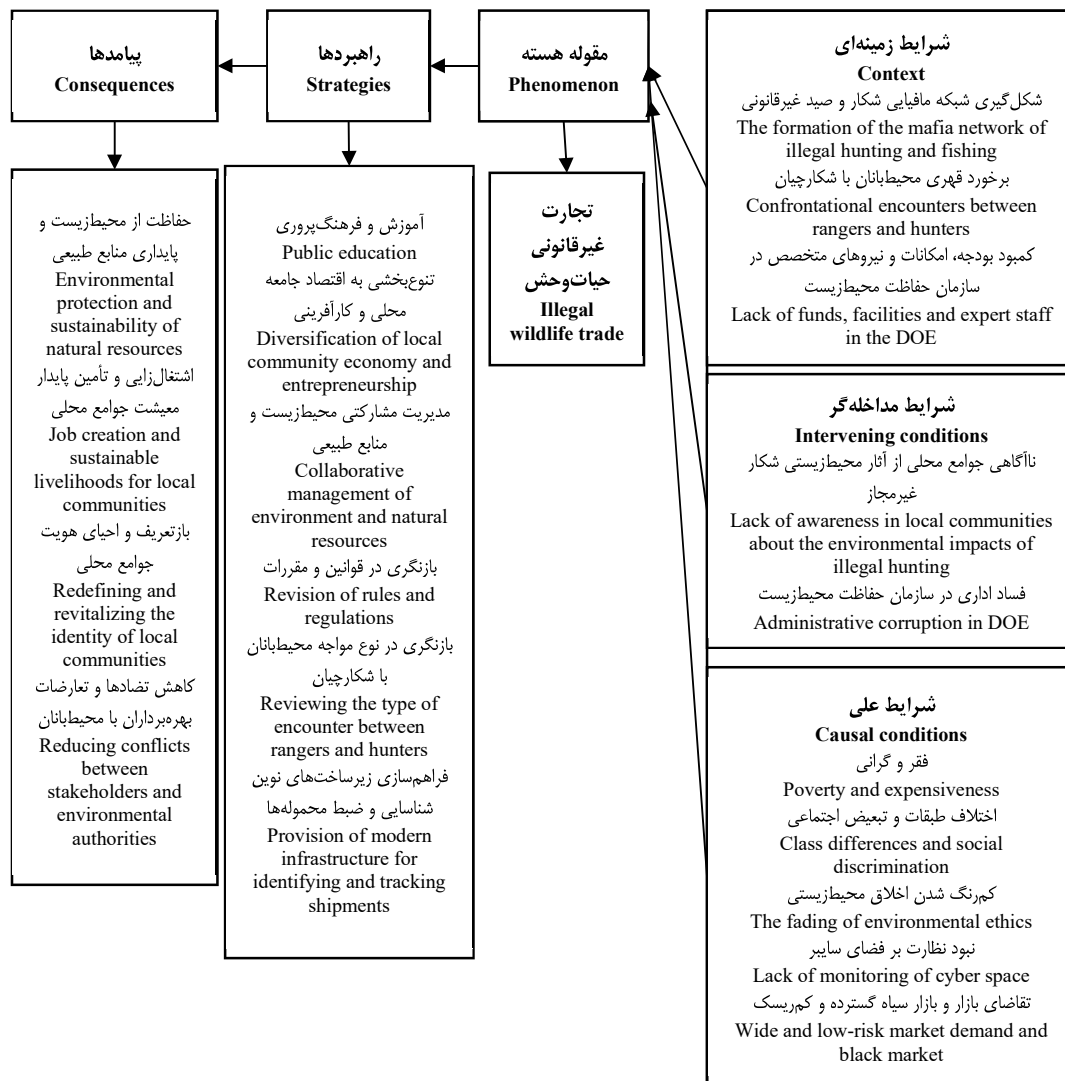 پیامدها
Consequences
راهبردها
Strategies
مقوله هسته
Phenomenon
شرایط زمینه‌ای
Context
شکل‌گیری شبکه مافیایی شکار و صید غیرقانونی
The formation of the mafia network of
illegal hunting and fishing
برخورد قهری محیط‌بانان با شکارچیان
Confrontational encounters between
rangers and hunters
کمبود بودجه، امکانات و نیروهای متخصص در
سازمان حفاظت محیط‌زیست
Lack of funds, facilities and expert staff
in the DOE
حفاظت از محیط‌زیست و
پایداری منابع طبیعی
Environmental
protection and
sustainability of
natural resources
اشتغال‌زایی و تأمین پایدار
معیشت جوامع محلی
Job creation and
sustainable
livelihoods for local
communities
بازتعریف و احیای هویت
جوامع محلی
Redefining and
revitalizing the
identity of local
communities
کاهش تضادها و تعارضات
بهره‌برداران با محیط‌بانان
Reducing conflicts
between
stakeholders and
environmental
authorities
آموزش و فرهنگ‌پروری
Public education
تنوع‌بخشی به اقتصاد جامعه
محلی و کارآفرینی
Diversification of local
community economy and
entrepreneurship
مدیریت مشارکتی محیط‌زیست و
منابع طبیعی
Collaborative
management of
environment and natural
resources
بازنگری در قوانین و مقررات
Revision of rules and
regulations
بازنگری در نوع مواجه محیط‌بانان
با شکارچیان
Reviewing the type of
encounter between
rangers and hunters
فراهم‌سازی زیرساخت‌های نوین
شناسایی و ضبط محموله‌ها
Provision of modern
infrastructure for
identifying and tracking
shipments
تجارت
غیرقانونی
حیات‌وحش
Illegal
wildlife trade
شرایط مداخله‌گر
Intervening conditions
ناآگاهی جوامع محلی از آثار محیط‌زیستی شکار
غیرمجاز
Lack of awareness in local communities
about the environmental impacts of
illegal hunting
فساد اداری در سازمان حفاظت محیط‌زیست
Administrative corruption in DOE
شرایط علی
Causal conditions
فقر و گرانی
Poverty and expensiveness
اختلاف طبقات و تبعیض اجتماعی
Class differences and social
discrimination
کم‌رنگ شدن اخلاق محیط‌زیستی
The fading of environmental ethics
نبود نظارت بر فضای سایبر
Lack of monitoring of cyber space
تقاضای بازار و بازار سیاه گسترده و کم‌ریسک
Wide and low-risk market demand and
black market